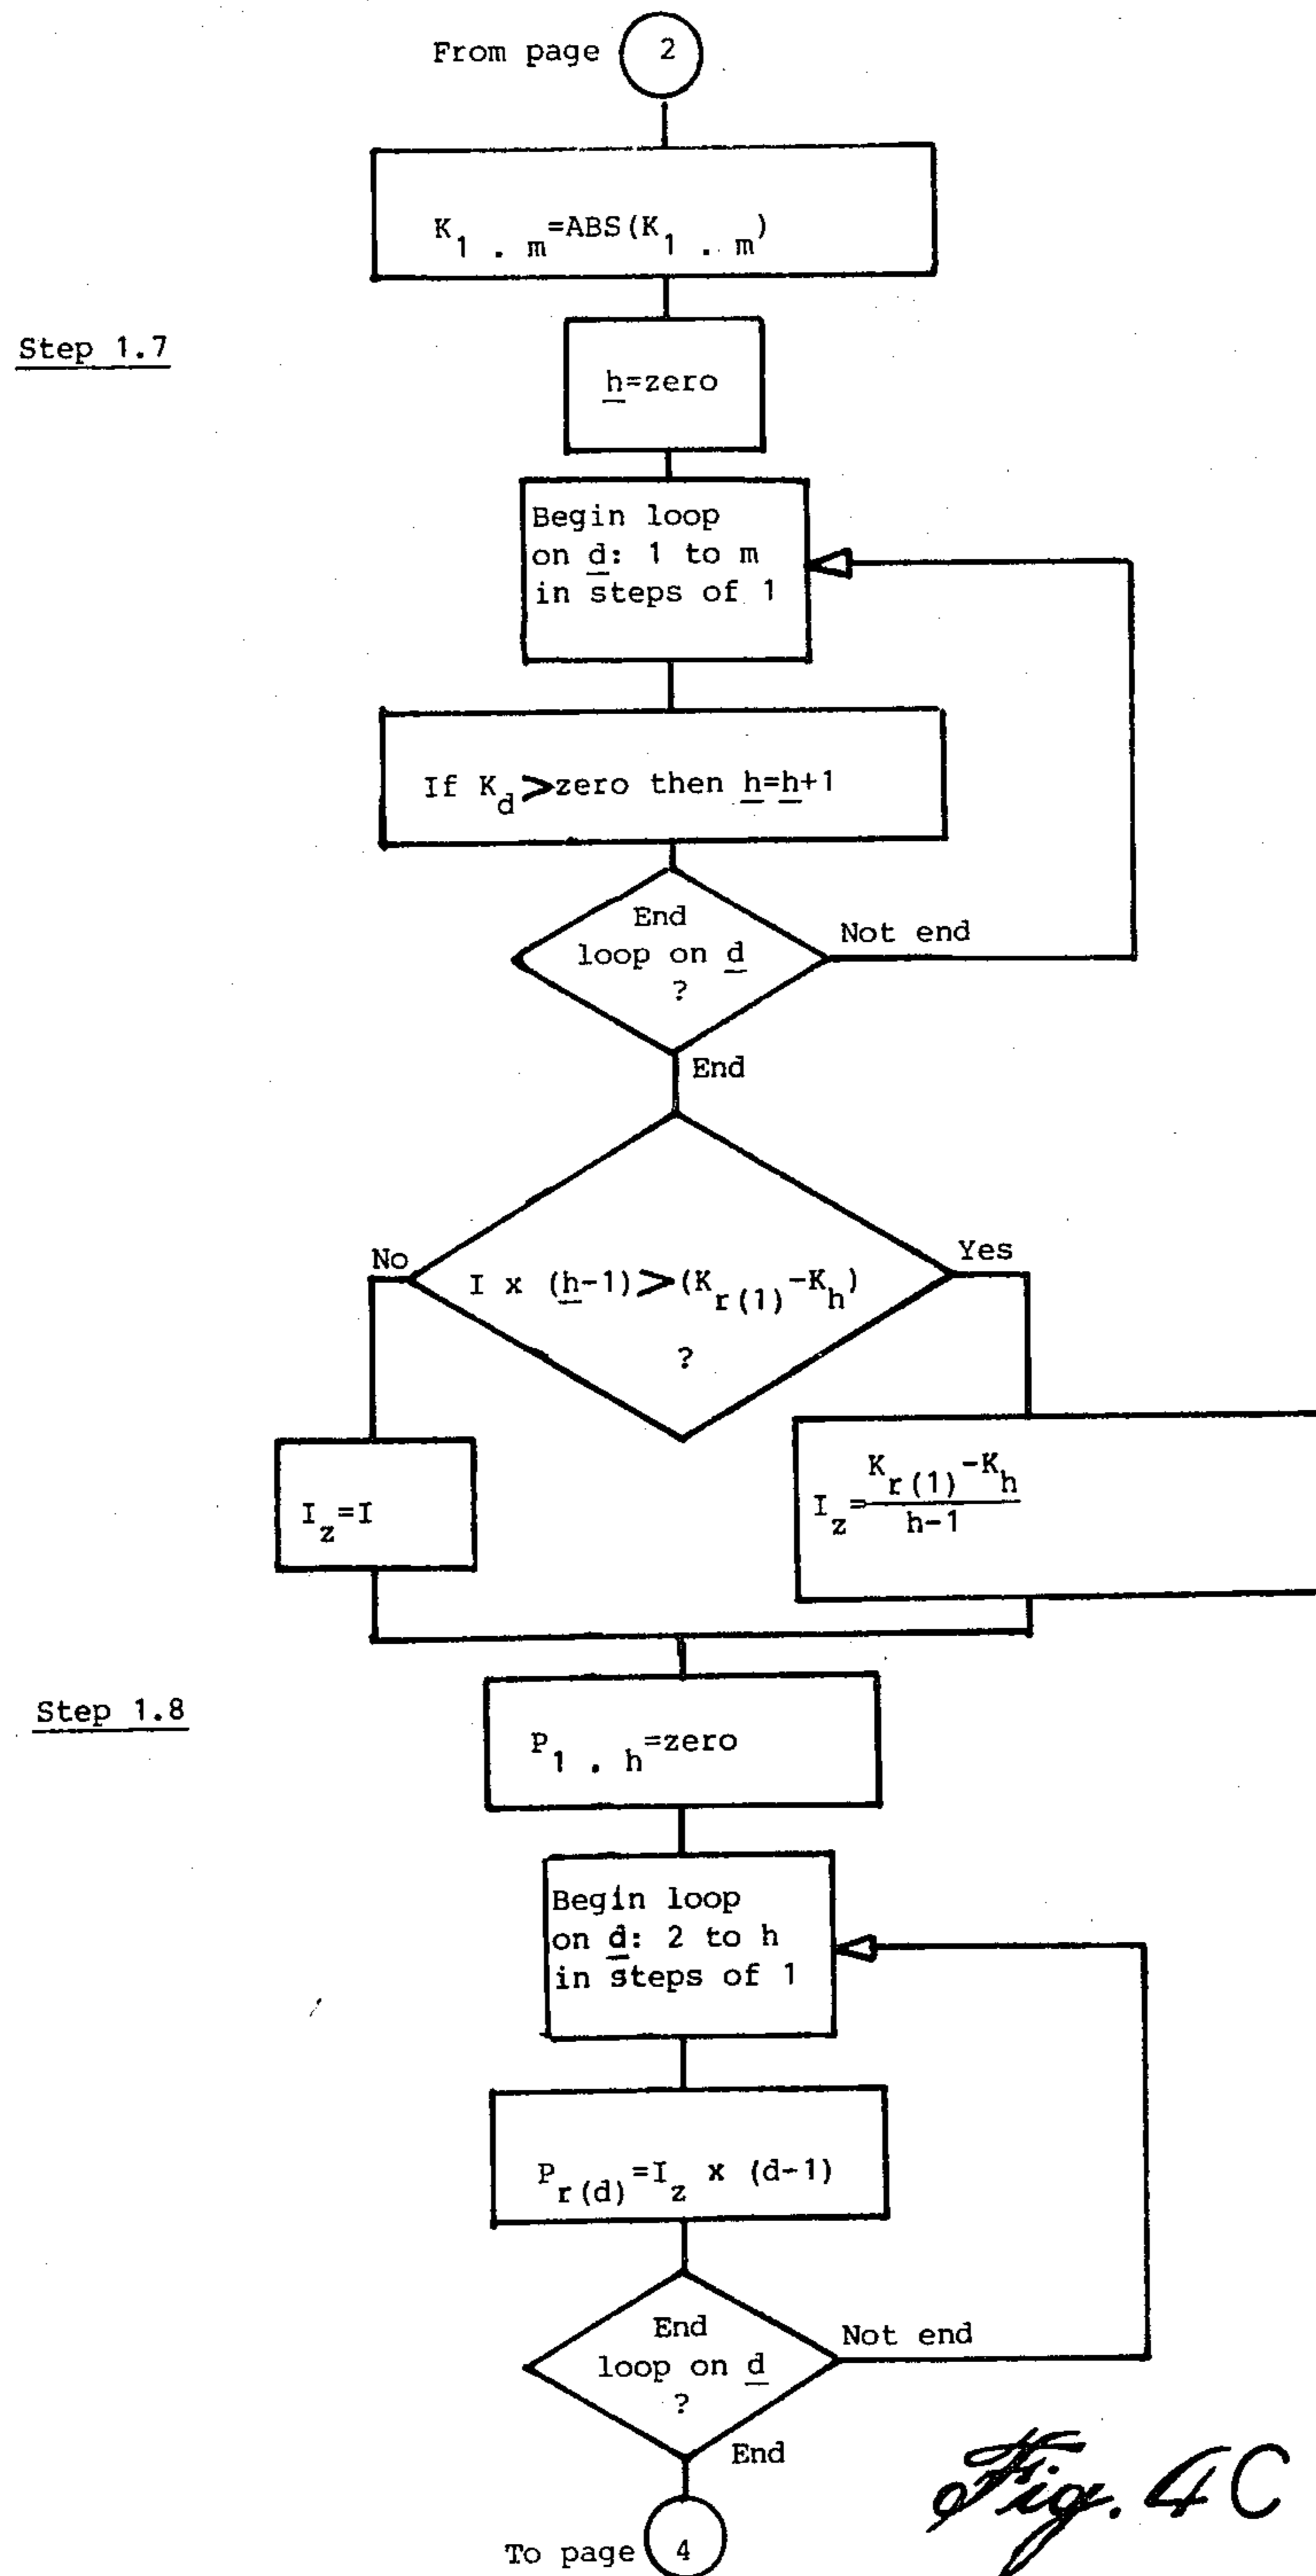 From page 2
K1 . m=ABS(K1 . m)
Step 1.7
h=zero
Begin loop
on d: 1 to m
in steps of 1
If Kd>zero then h=h+1
End
loop on d
?
Not end
End
No
I x (h-1)>(Kr(1)-Kh)
?
Yes
Iz=I
Iz=Kr(1)-Kh
h-1
Step 1.8
P1 . h=zero
Begin loop
on d: 2 to h
in steps of 1
Pr(d)=Iz x (d-1)
End
loop on d
?
Not end
End
To page 4
Fig. 4C